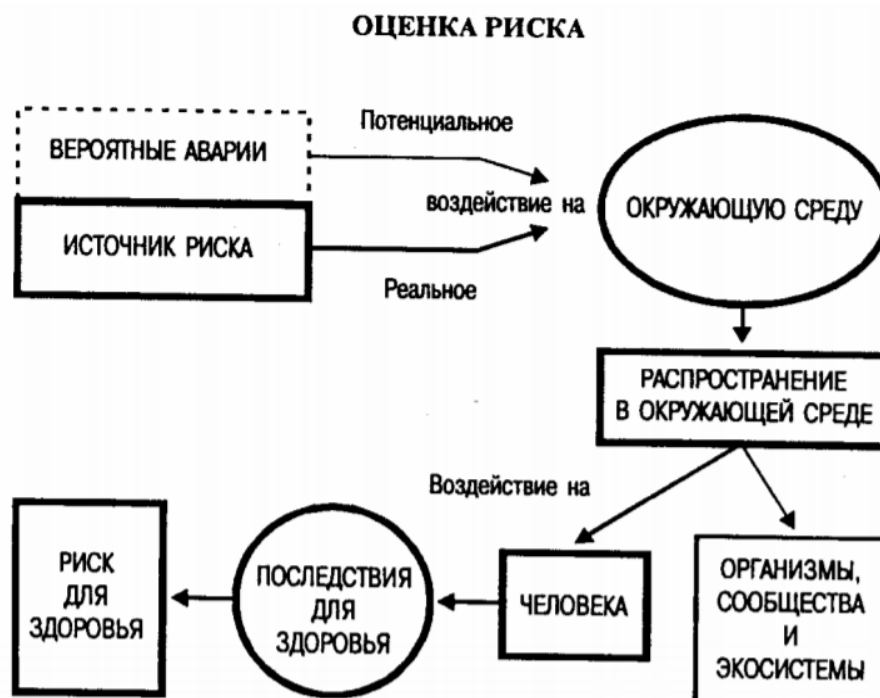 ОЦЕНКА РИСКА
Потенциальное
ВЕРОЯТНЫЕ АВАРИИ
воздействие на
ОКРУЖАЮЩУЮ СРЕДУ
ИСТОЧНИК РИСКА
Реальное
РАСПРОСТРАНЕНИЕ
В ОКРУЖАЮЩЕЙ СРЕДЕ
Воздействие на
РИСК
ДЛЯ
ЗДОРОВЬЯ
ПОСЛЕДСТВИЯ
ДЛЯ
ЗДОРОВЬЯ
ЧЕЛОВЕКА
ОРГАНИЗМЫ,
СООБЩЕСТВА
И
ЭКОСИСТЕМЫ